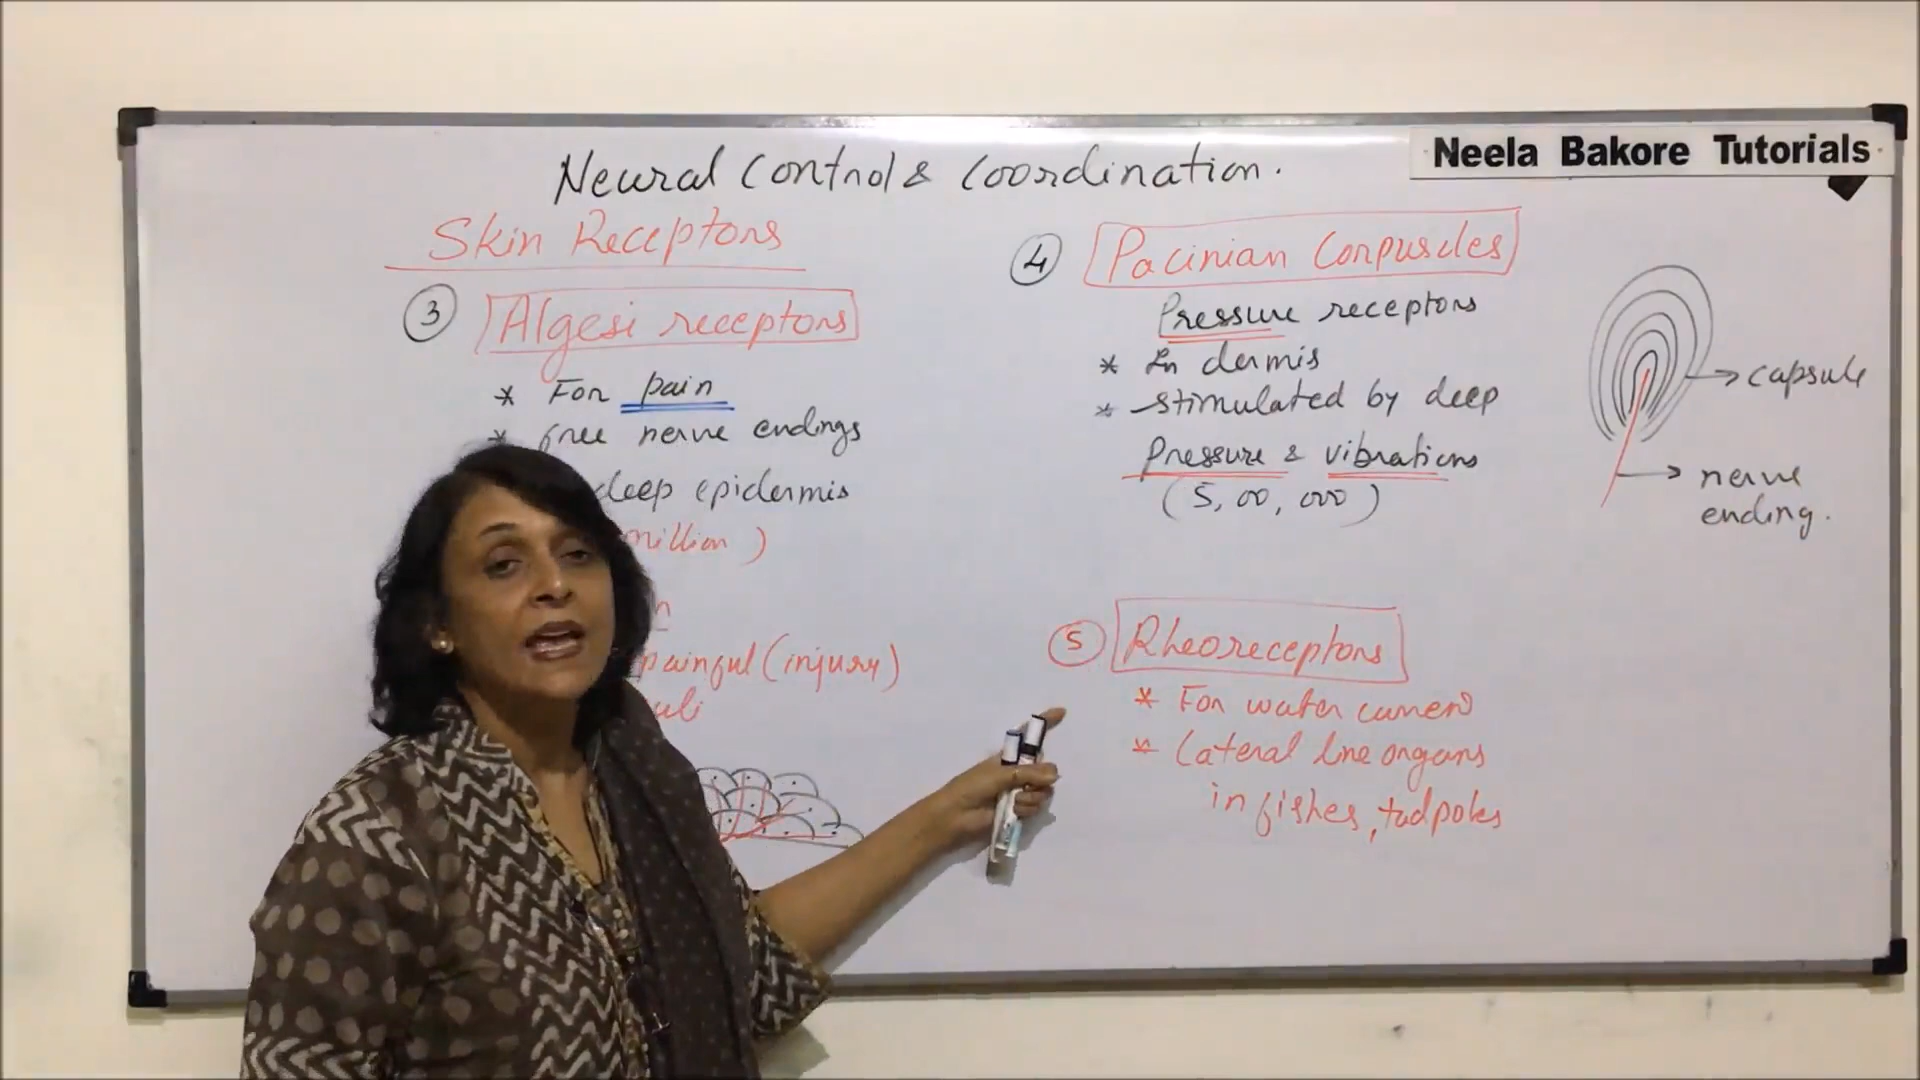 Neela Bakore Tutorials
Neural Control & Coordination.
Skin Receptors
3 Algesi receptors
* For pain
* free nerve endings
deep epidermis
million )
painful (injury)
uli
4 Pacinian Corpuscles
Pressure receptors
* In dermis
* stimulated by deep
Pressure & vibrations
( 5,00,000 )
capsule
nerve
ending.
5 Rheoreceptors
* For water current
* Lateral line organs
in fishes, tadpoles